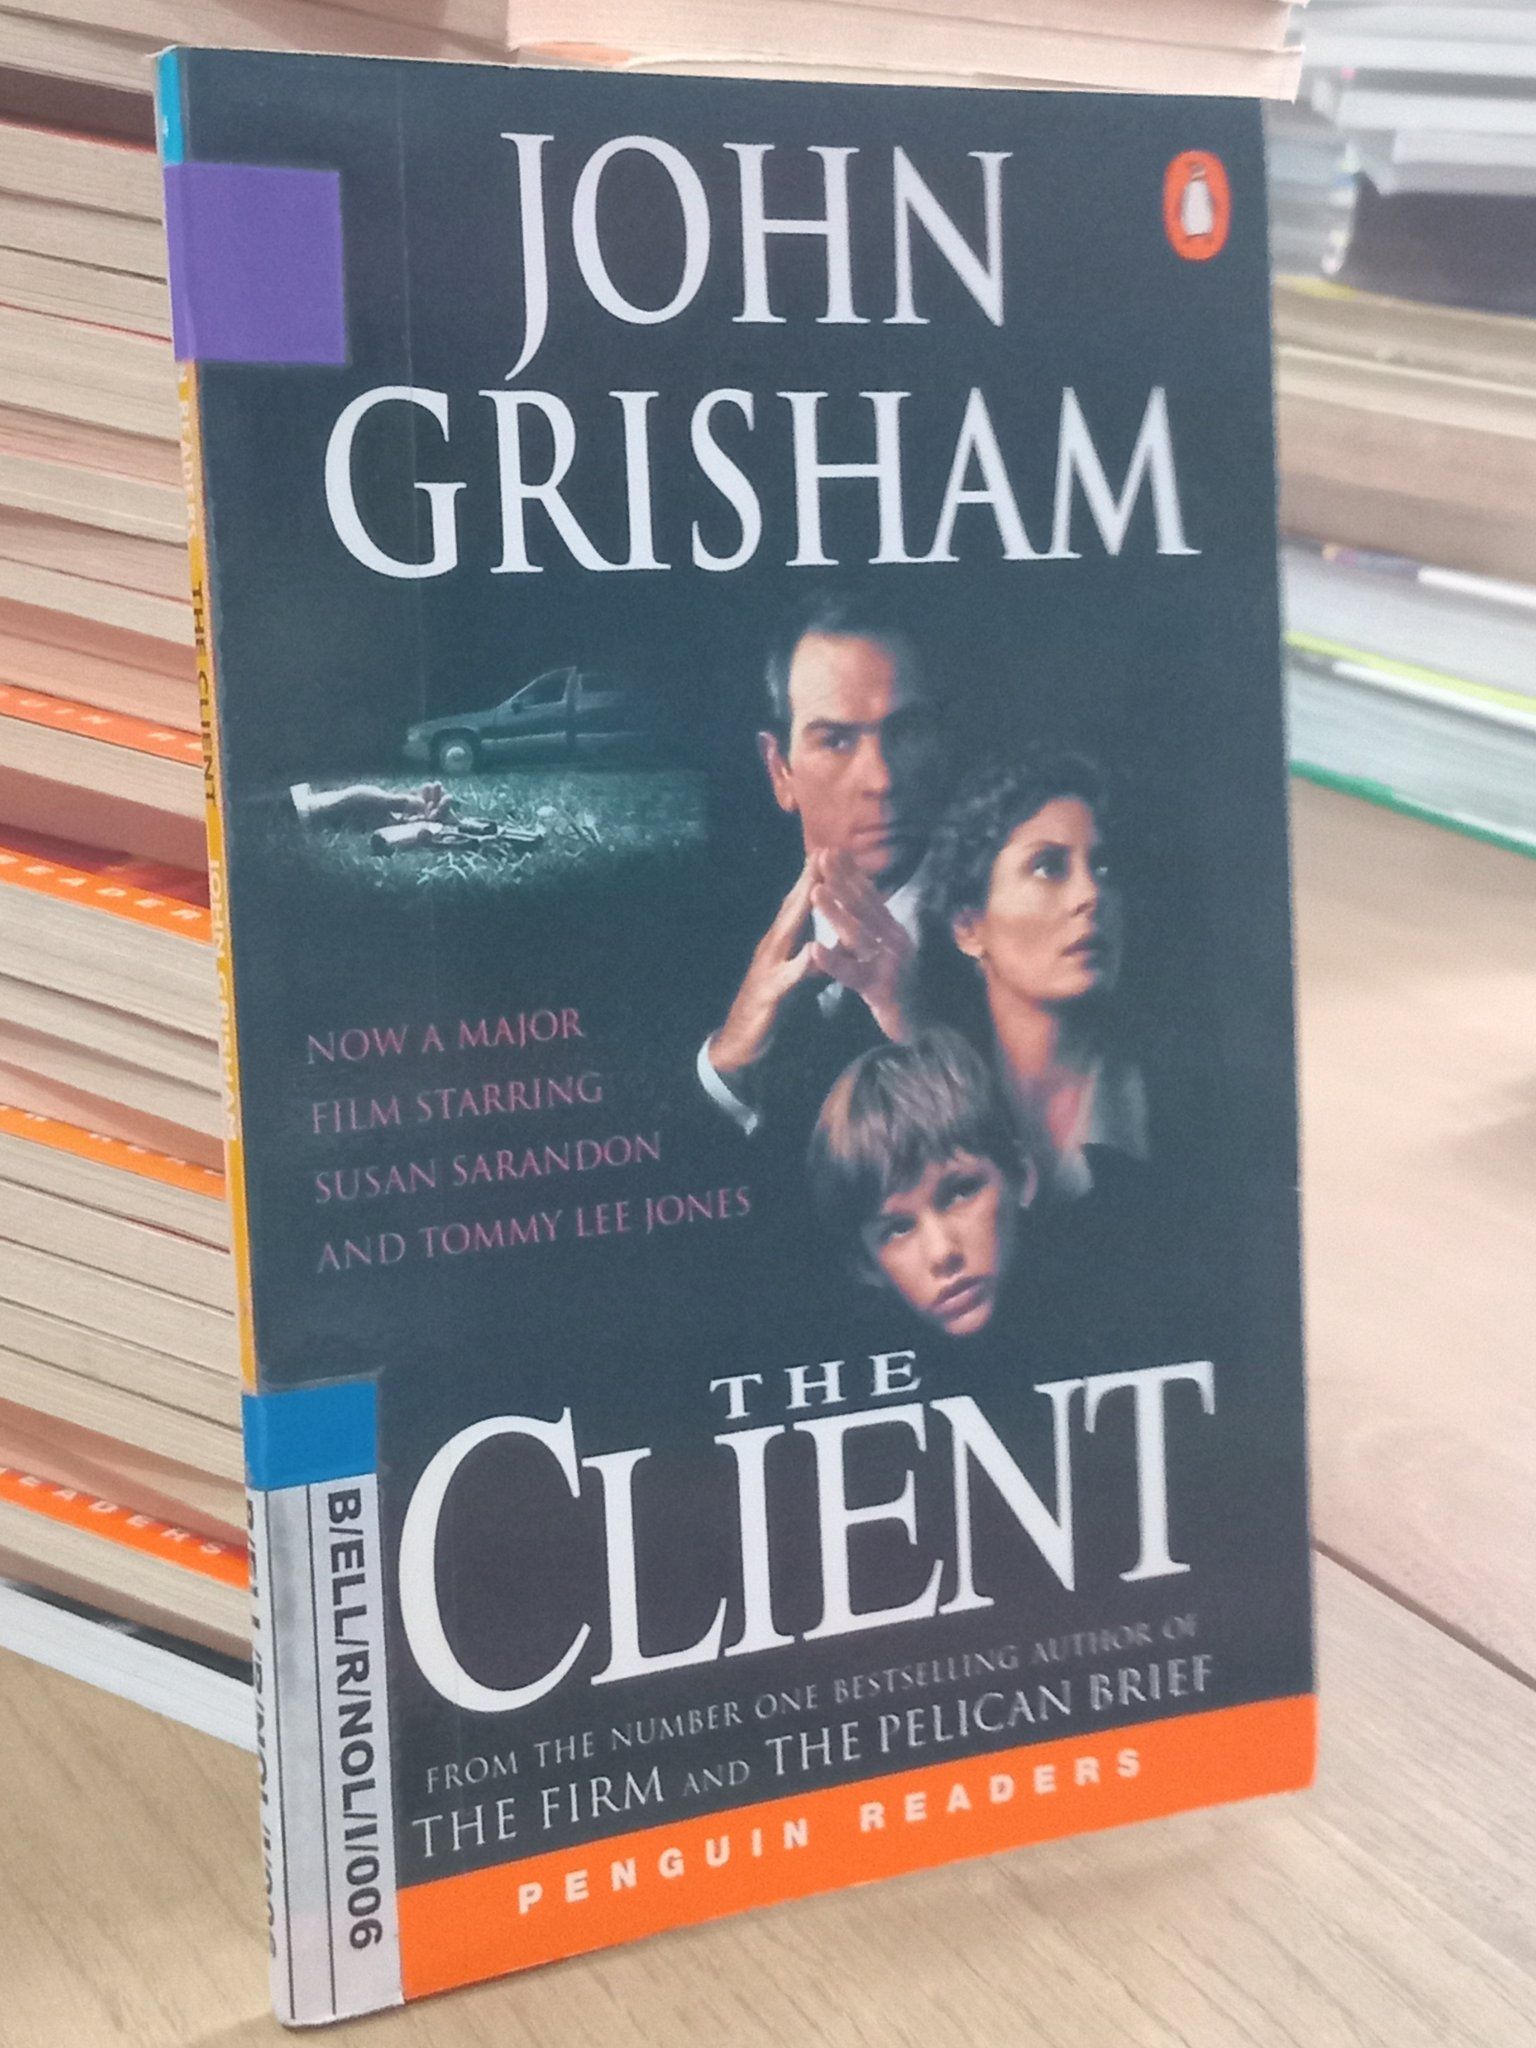 JOHN
GRISHAM
NOW A MAJOR
FILM STARRING
SUSAN SARANDON
AND TOMMY LEE JONES
THE
CLIENT
FROM THE NUMBER ONE BESTSELLING AUTHOR OF
THE FIRM AND THE PELICAN BRIEF
PENGUIN READERS
B/ELL/R/NOL/I/006
THE CLIENT JOHN GRISHAM
READERS